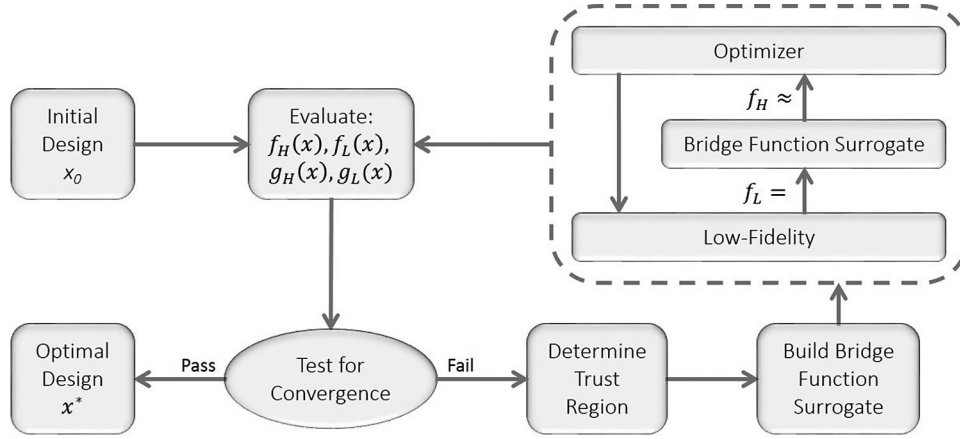 Optimizer
f_H ≈
Bridge Function Surrogate
f_L =
Low-Fidelity
Initial
Design
x_0
Evaluate:
f_H(x), f_L(x),
g_H(x), g_L(x)
Optimal
Design
x*
Pass
Test for
Convergence
Fail
Determine
Trust
Region
Build Bridge
Function
Surrogate